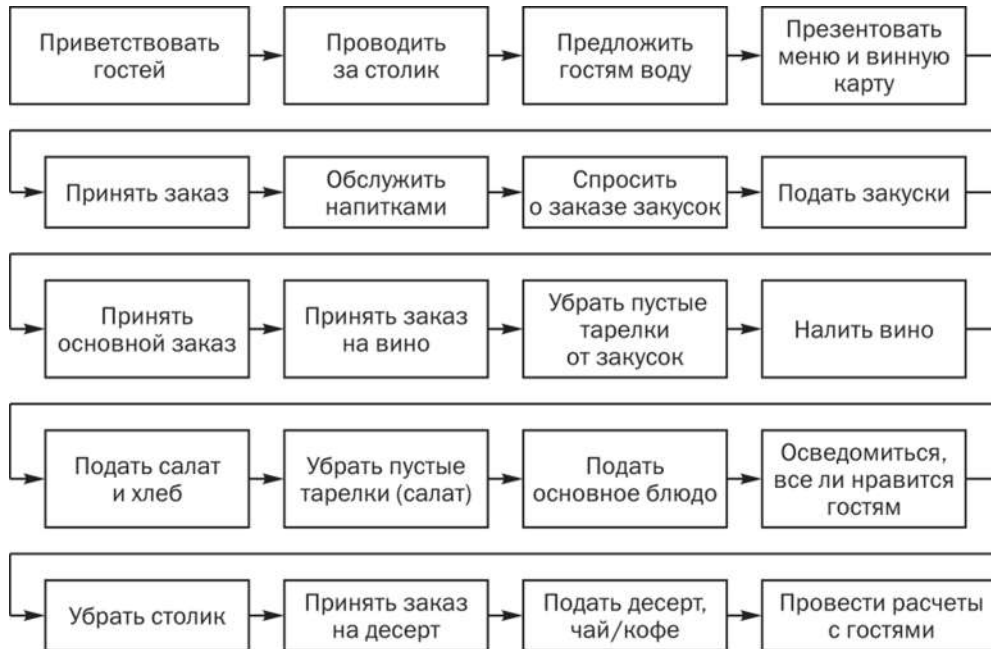 Приветствовать
гостей
Проводить
за столик
Предложить
гостям воду
Презентовать
меню и винную
карту
Принять заказ
Обслужить
напитками
Спросить
о заказе закусок
Подать закуски
Принять
основной заказ
Принять заказ
на вино
Убрать пустые
тарелки
от закусок
Налить вино
Подать салат
и хлеб
Убрать пустые
тарелки (салат)
Подать
основное блюдо
Осведомиться,
все ли нравится
гостям
Убрать столик
Принять заказ
на десерт
Подать десерт,
чай/кофе
Провести расчеты
с гостями